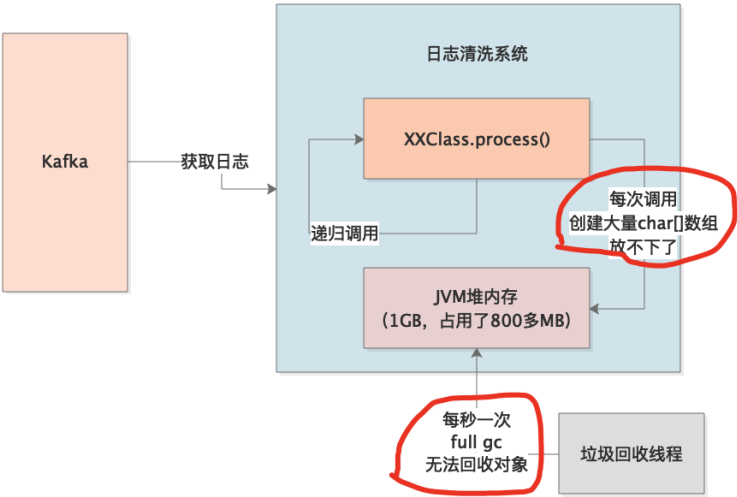 日志清洗系统
Kafka
获取日志
XXClass.process()
递归调用
每次调用
创建大量char[]数组
放不下了
JVM堆内存
（1GB，占用了800多MB）
每秒一次
full gc
无法回收对象
垃圾回收线程